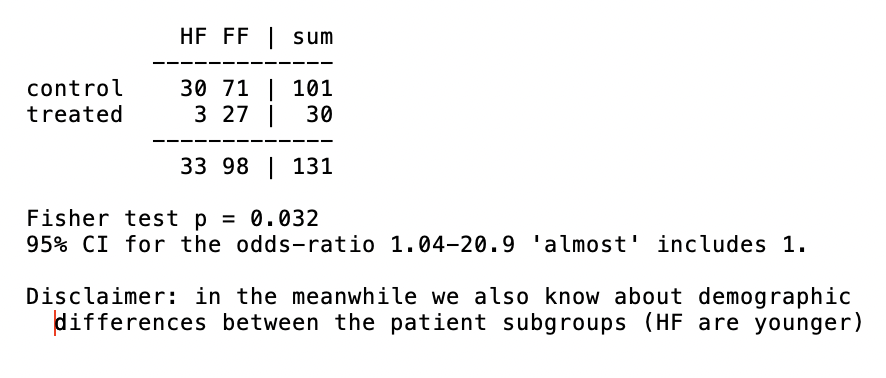 HF FF | sum
-------------
control 30 71 | 101
treated 3 27 | 30
-------------
33 98 | 131
Fisher test p = 0.032
95% CI for the odds-ratio 1.04-20.9 'almost' includes 1.
Disclaimer: in the meanwhile we also know about demographic
differences between the patient subgroups (HF are younger)